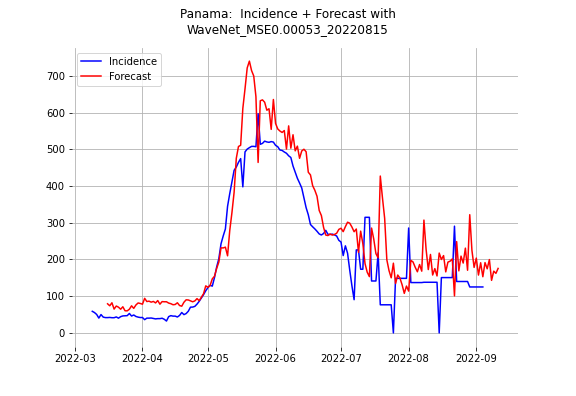 Panama:  Incidence + Forecast with
WaveNet_MSE0.00053_20220815
Incidence
Forecast
700
600
500
400
300
200
100
0
2022-03 2022-04 2022-05 2022-06 2022-07 2022-08 2022-09